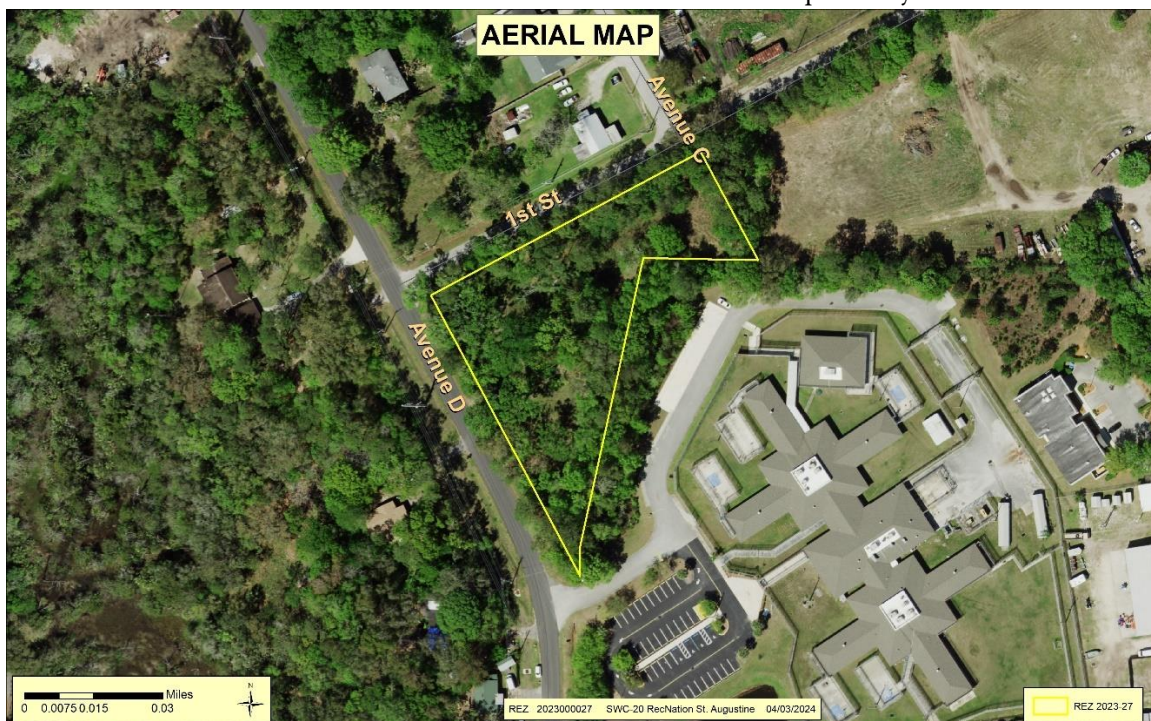 AERIAL MAP
Avenue C
1st St
Avenue D
0 0.0075 0.015 0.03 Miles
N
REZ 2023000027 SWC-20 RecNation St. Augustine 04/03/2024
REZ 2023-27